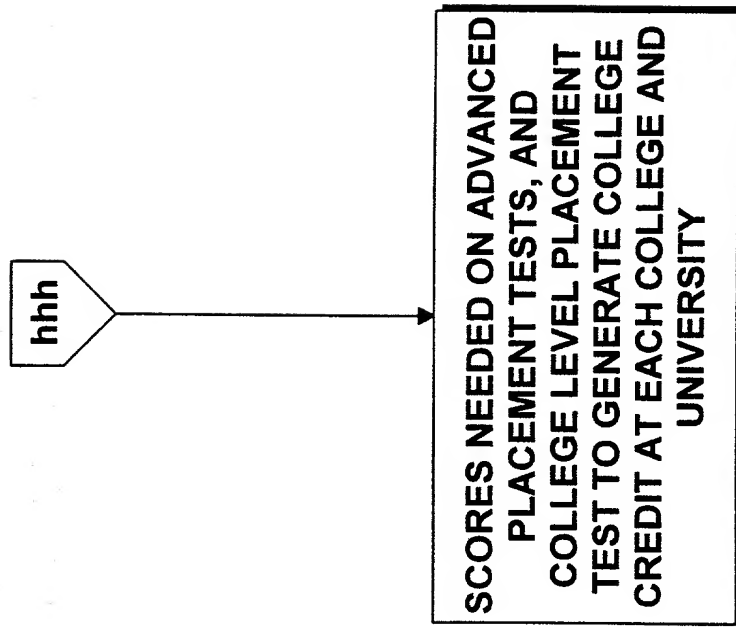 hhh
SCORES NEEDED ON ADVANCED
PLACEMENT TESTS, AND
COLLEGE LEVEL PLACEMENT
TEST TO GENERATE COLLEGE
CREDIT AT EACH COLLEGE AND
UNIVERSITY